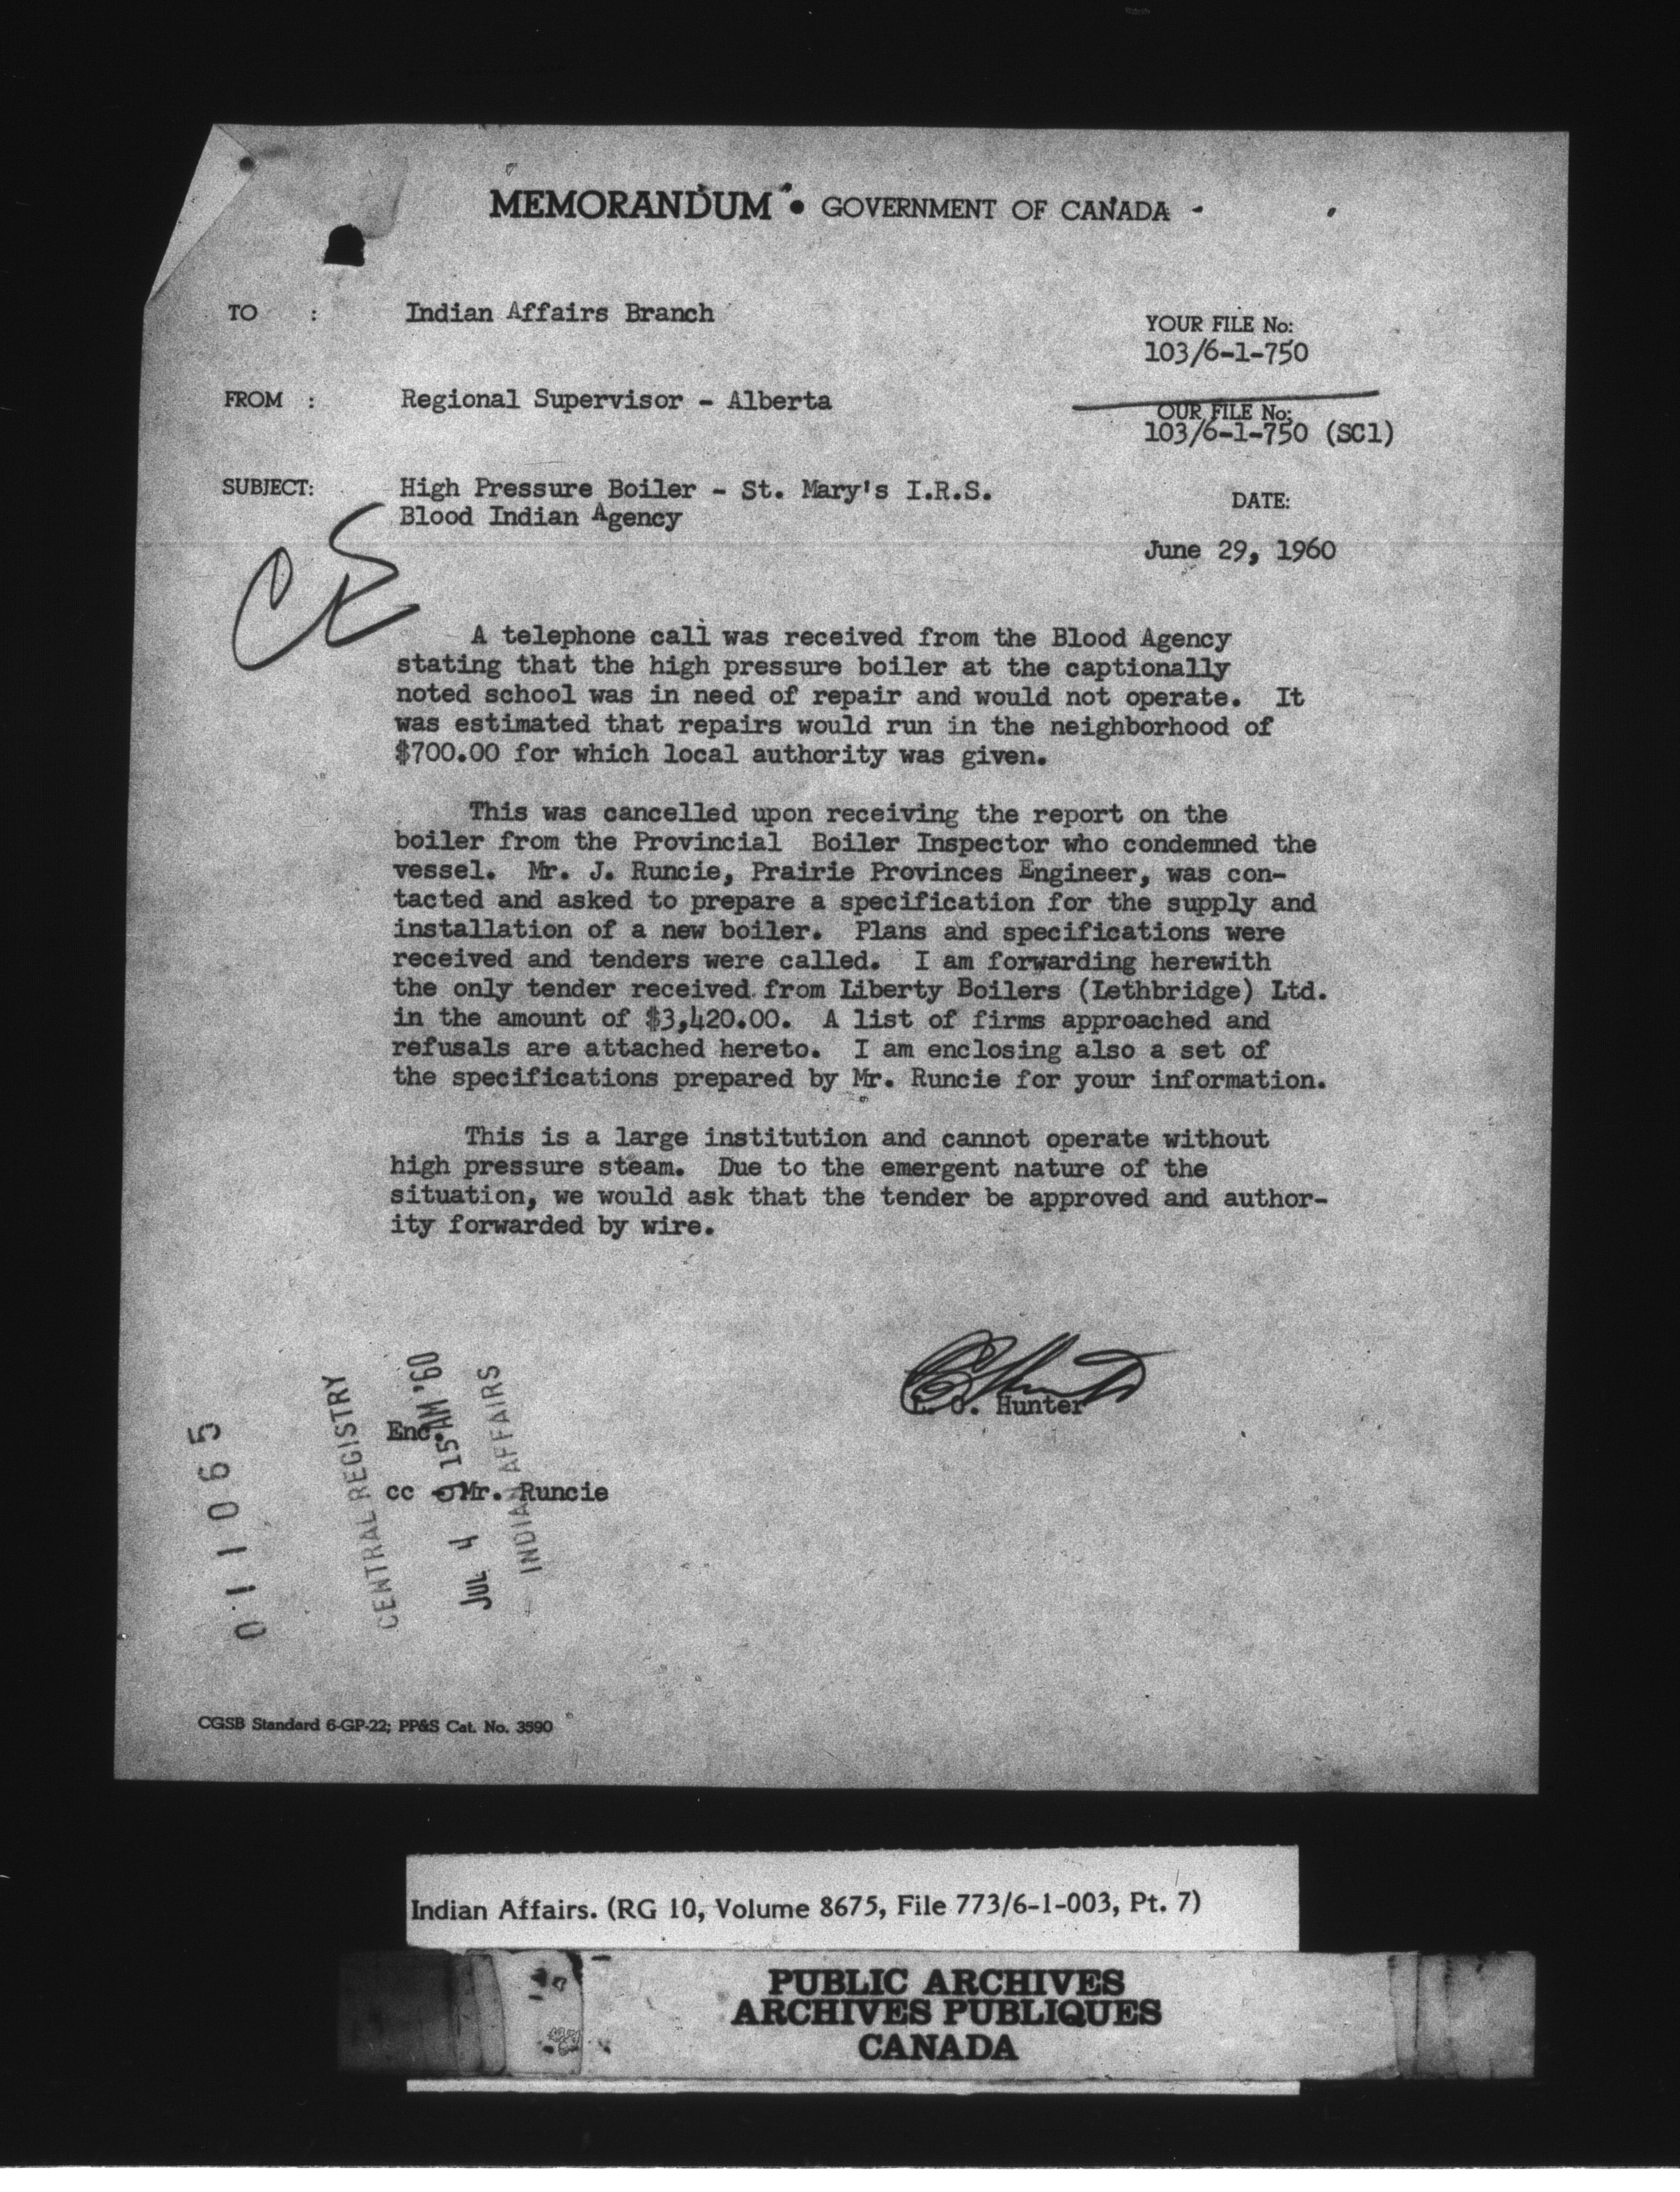 MEMORANDUM • GOVERNMENT OF CANADA
TO : Indian Affairs Branch
YOUR FILE No:
103/6-1-750
FROM : Regional Supervisor - Alberta
OUR FILE No:
103/6-1-750 (SC1)
SUBJECT: High Pressure Boiler - St. Mary's I.R.S.
Blood Indian Agency
DATE:
June 29, 1960
A telephone call was received from the Blood Agency
stating that the high pressure boiler at the captionally
noted school was in need of repair and would not operate. It
was estimated that repairs would run in the neighborhood of
$700.00 for which local authority was given.
This was cancelled upon receiving the report on the
boiler from the Provincial Boiler Inspector who condemned the
vessel. Mr. J. Runcie, Prairie Provinces Engineer, was con-
tacted and asked to prepare a specification for the supply and
installation of a new boiler. Plans and specifications were
received and tenders were called. I am forwarding herewith
the only tender received from Liberty Boilers (Lethbridge) Ltd.
in the amount of $3,420.00. A list of firms approached and
refusals are attached hereto. I am enclosing also a set of
the specifications prepared by Mr. Runcie for your information.
This is a large institution and cannot operate without
high pressure steam. Due to the emergent nature of the
situation, we would ask that the tender be approved and author-
ity forwarded by wire.
Hunter
Enc.
cc - Mr. Runcie
011065
CENTRAL REGISTRY
JUL 4 9 15 AM '60
INDIAN AFFAIRS
CGSB Standard 6-GP-22; PP&S Cat. No. 3590
Indian Affairs. (RG 10, Volume 8675, File 773/6-1-003, Pt. 7)
PUBLIC ARCHIVES
ARCHIVES PUBLIQUES
CANADA